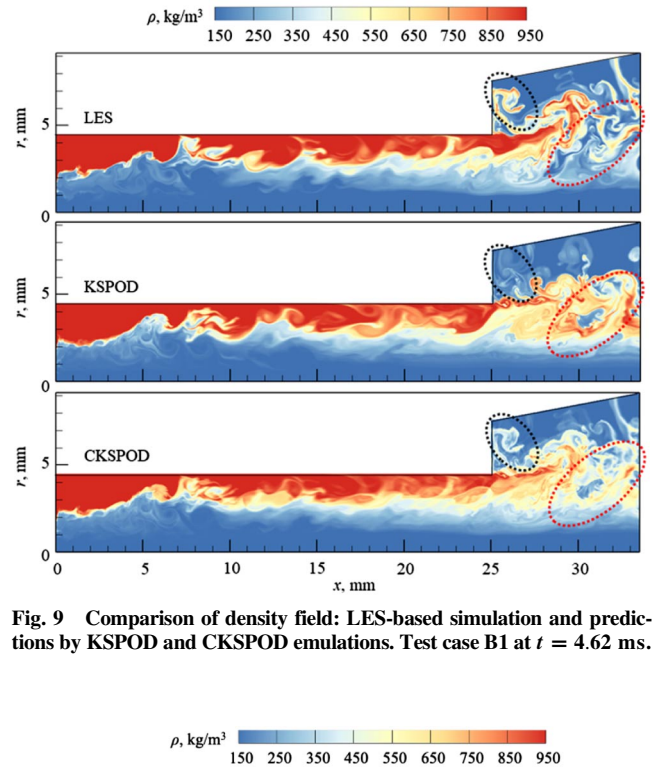 ρ, kg/m³
150 250 350 450 550 650 750 850 950
r, mm
5
0
LES
r, mm
5
0
KSPOD
r, mm
5
0
CKSPOD
0 5 10 15 20 25 30
x, mm
Fig. 9 Comparison of density field: LES-based simulation and predic-
tions by KSPOD and CKSPOD emulations. Test case B1 at t = 4.62 ms.
ρ, kg/m³
150 250 350 450 550 650 750 850 950